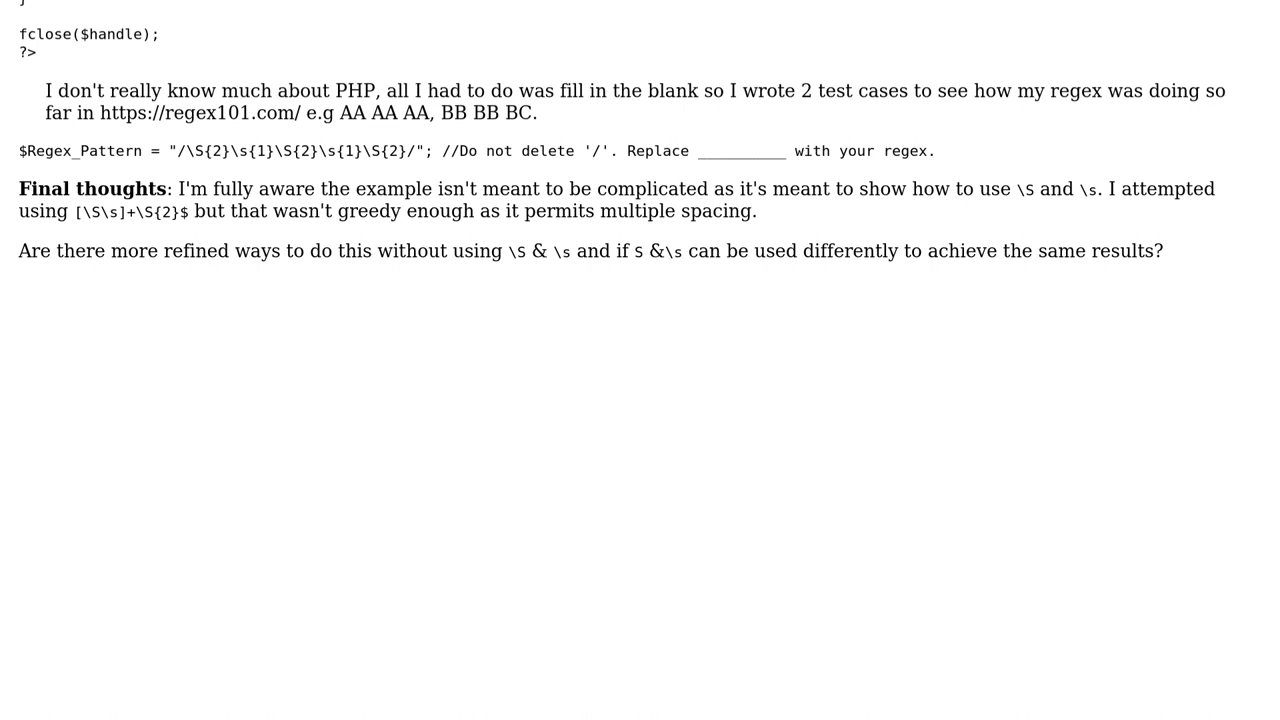 }
fclose($handle);
?>
I don't really know much about PHP, all I had to do was fill in the blank so I wrote 2 test cases to see how my regex was doing so
far in https://regex101.com/ e.g AA AA AA, BB BB BC.
$Regex_Pattern = "/\S{2}\s{1}\S{2}\s{1}\S{2}/"; //Do not delete '/'. Replace __________ with your regex.
Final thoughts: I'm fully aware the example isn't meant to be complicated as it's meant to show how to use \S and \s. I attempted
using [\S\s]+\S{2}$ but that wasn't greedy enough as it permits multiple spacing.
Are there more refined ways to do this without using \S & \s and if S &\s can be used differently to achieve the same results?